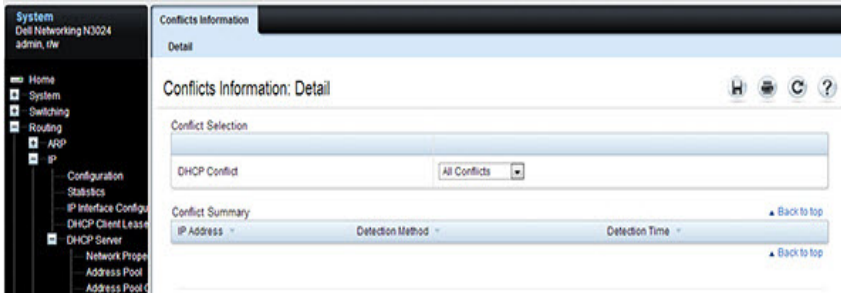 System
Dell Networking N3024
admin, r/w
Home
System
Switching
Routing
ARP
IP
Configuration
Statistics
IP Interface Configu
DHCP Client Lease
DHCP Server
Network Prope
Address Pool
Address Pool O
Conflicts Information
Detail
Conflicts Information: Detail
Conflict Selection
DHCP Conflict All Conflicts
Conflict Summary Back to top
IP Address Detection Method Detection Time
Back to top